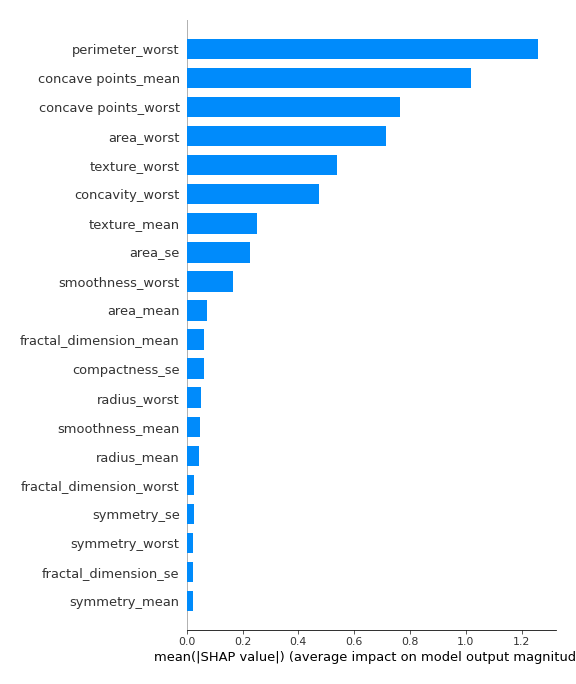 perimeter_worst
concave points_mean
concave points_worst
area_worst
texture_worst
concavity_worst
texture_mean
area_se
smoothness_worst
area_mean
fractal_dimension_mean
compactness_se
radius_worst
smoothness_mean
radius_mean
fractal_dimension_worst
symmetry_se
symmetry_worst
fractal_dimension_se
symmetry_mean
0.0 0.2 0.4 0.6 0.8 1.0 1.2
mean(|SHAP value|) (average impact on model output magnitud